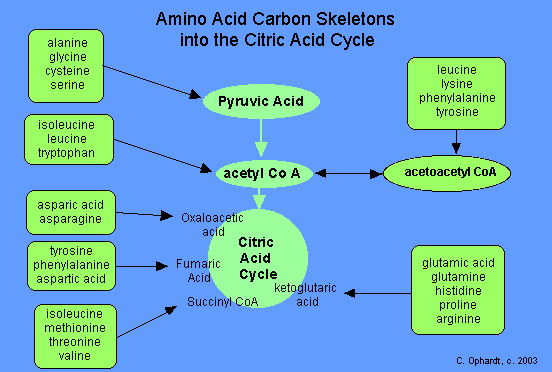 Amino Acid Carbon Skeletons
into the Citric Acid Cycle
alanine
glycine
cysteine
serine
Pyruvic Acid
leucine
lysine
phenylalanine
tyrosine
isoleucine
leucine
tryptophan
acetyl Co A
acetoacetyl CoA
asparic acid
asparagine
Oxaloacetic
acid
Citric
Acid
Cycle
tyrosine
phenylalanine
aspartic acid
Fumaric
Acid
ketoglutaric
acid
glutamic acid
glutamine
histidine
proline
arginine
Succinyl CoA
isoleucine
methionine
threonine
valine
C. Ophardt, c. 2003